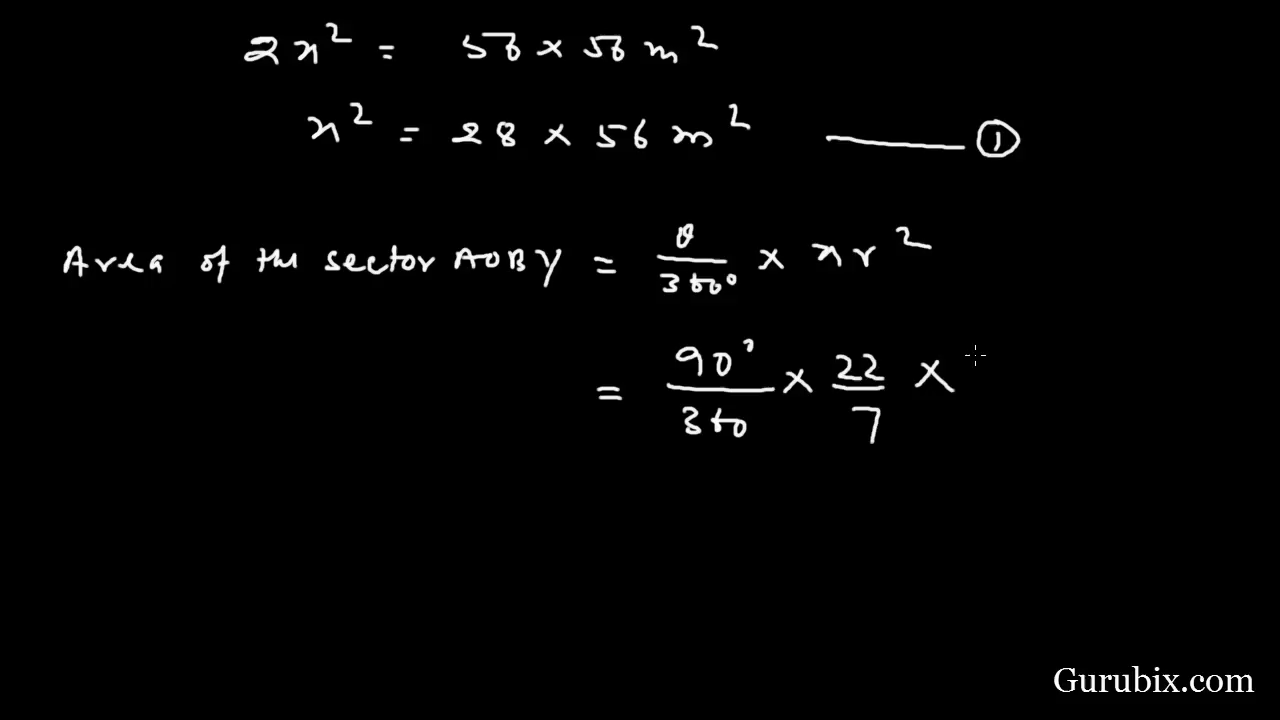 2x² = 56 × 56 m²
x² = 28 × 56 m² ——— ①
Area of the sector AOBY = θ/360° × πr²
= 90°/360 × 22/7 ×
Gurubix.com